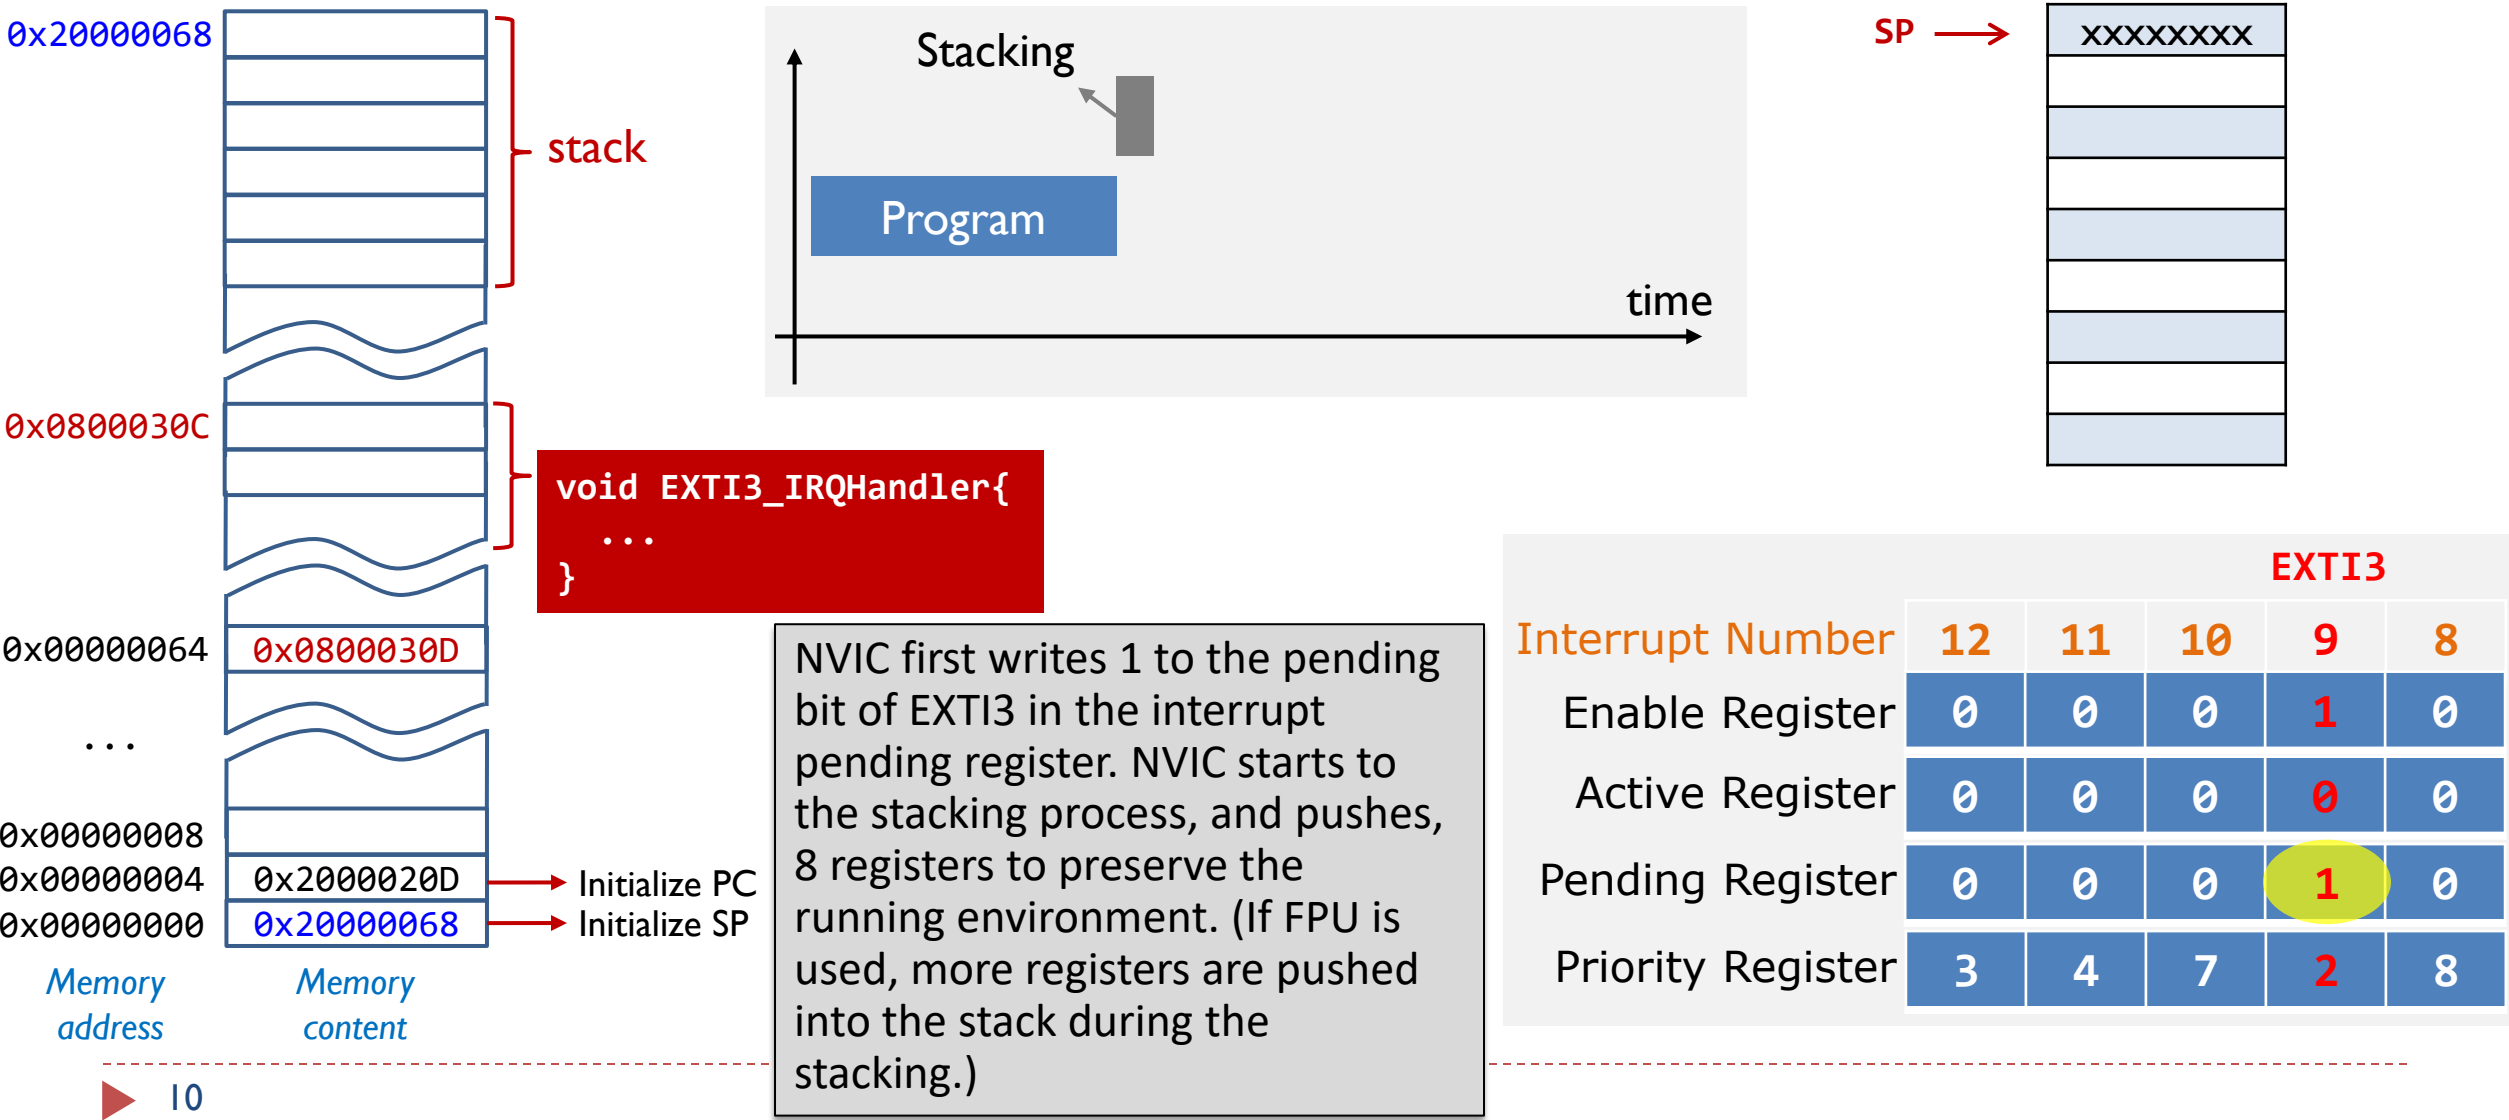 0x20000068
stack
0x0800030C
void EXTI3_IRQHandler{
...
}
0x00000064
0x0800030D
...
0x00000008
0x00000004
0x2000020D
Initialize PC
0x00000000
0x20000068
Initialize SP
Memory
address
Memory
content
Stacking
Program
time
SP
xxxxxxxx
NVIC first writes 1 to the pending
bit of EXTI3 in the interrupt
pending register. NVIC starts to
the stacking process, and pushes,
8 registers to preserve the
running environment. (If FPU is
used, more registers are pushed
into the stack during the
stacking.)
EXTI3
Interrupt Number 12 11 10 9 8
Enable Register 0 0 0 1 0
Active Register 0 0 0 0 0
Pending Register 0 0 0 1 0
Priority Register 3 4 7 2 8
10